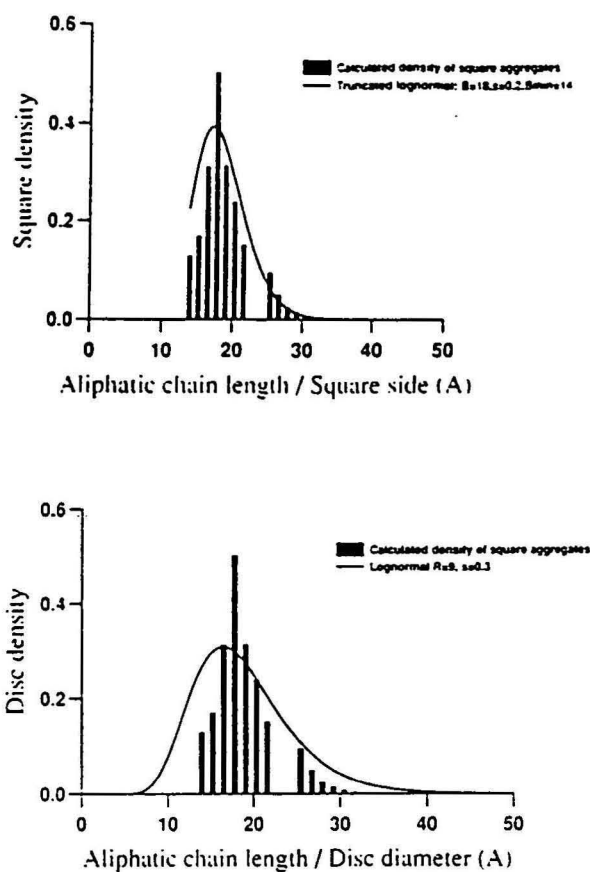 0.6
0.4
0.2
0.0
Square density
Calculated density of square aggregates
Truncated lognormal: B=18,s=0.2,Bmin=14
0 10 20 30 40 50
Aliphatic chain length / Square side (A)
0.6
0.4
0.2
0.0
Disc density
Calculated density of square aggregates
Lognormal R=9, s=0.3
0 10 20 30 40 50
Aliphatic chain length / Disc diameter (A)